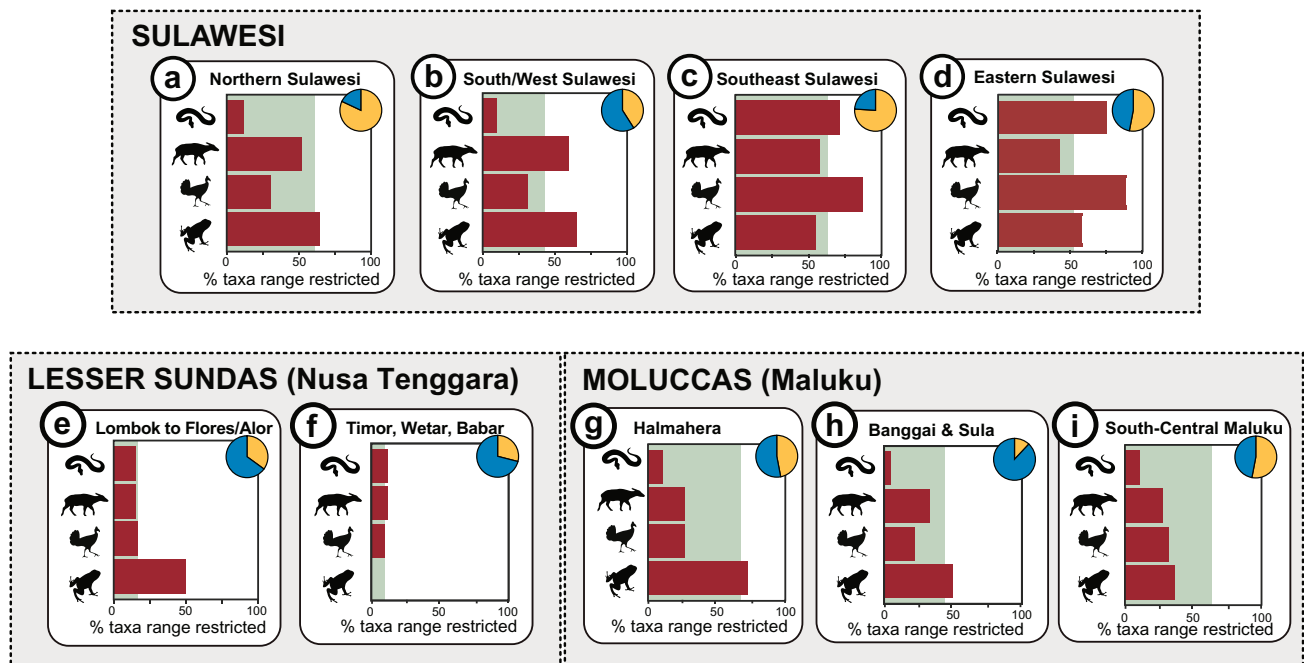 SULAWESI
a Northern Sulawesi
0 50 100
% taxa range restricted
b South/West Sulawesi
0 50 100
% taxa range restricted
c Southeast Sulawesi
0 50 100
% taxa range restricted
d Eastern Sulawesi
0 50 100
% taxa range restricted
LESSER SUNDAS (Nusa Tenggara)
e Lombok to Flores/Alor
0 50 100
% taxa range restricted
f Timor, Wetar, Babar
0 50 100
% taxa range restricted
MOLUCCAS (Maluku)
g Halmahera
0 50 100
% taxa range restricted
h Banggai & Sula
0 50 100
% taxa range restricted
i South-Central Maluku
0 50 100
% taxa range restricted